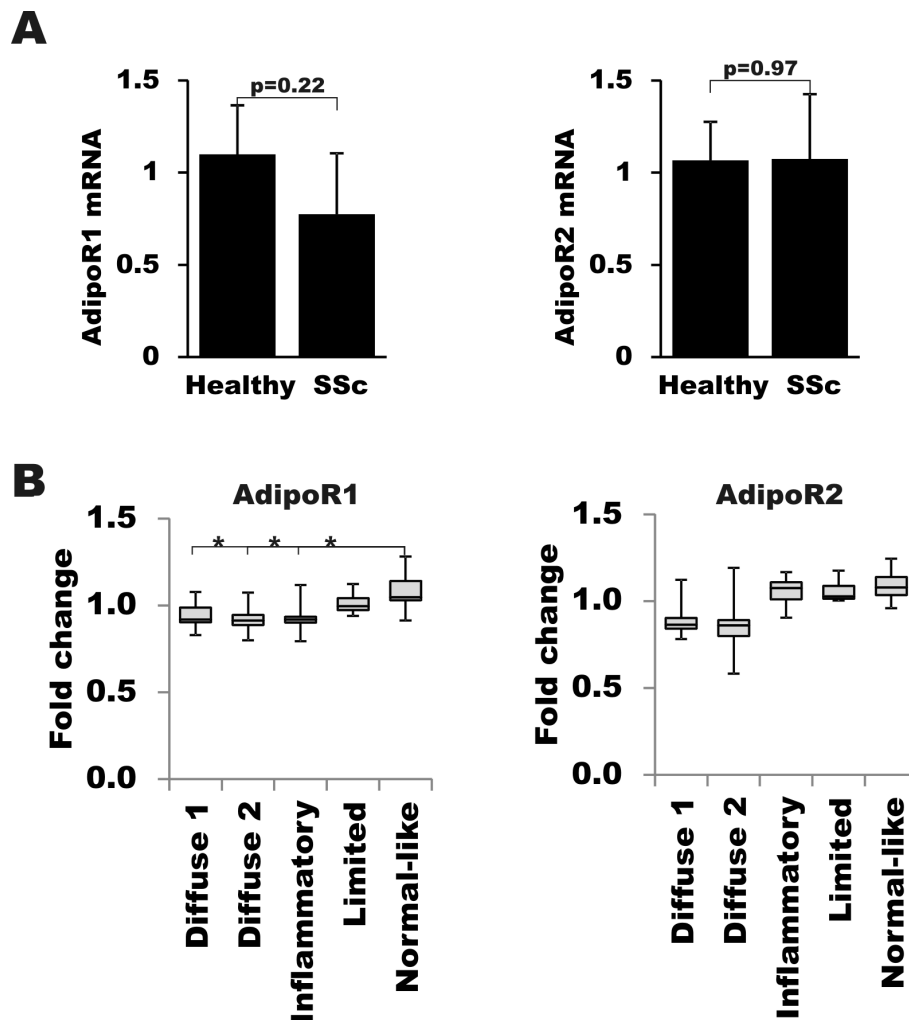 A
AdipoR1 mRNA
1.5
1
0.5
0
p=0.22
Healthy SSc
AdipoR2 mRNA
1.5
1
0.5
0
p=0.97
Healthy SSc
B
AdipoR1
Fold change
1.5
1.0
0.5
0.0
* * *
Diffuse 1
Diffuse 2
Inflammatory
Limited
Normal-like
AdipoR2
Fold change
1.5
1.0
0.5
0.0
Diffuse 1
Diffuse 2
Inflammatory
Limited
Normal-like